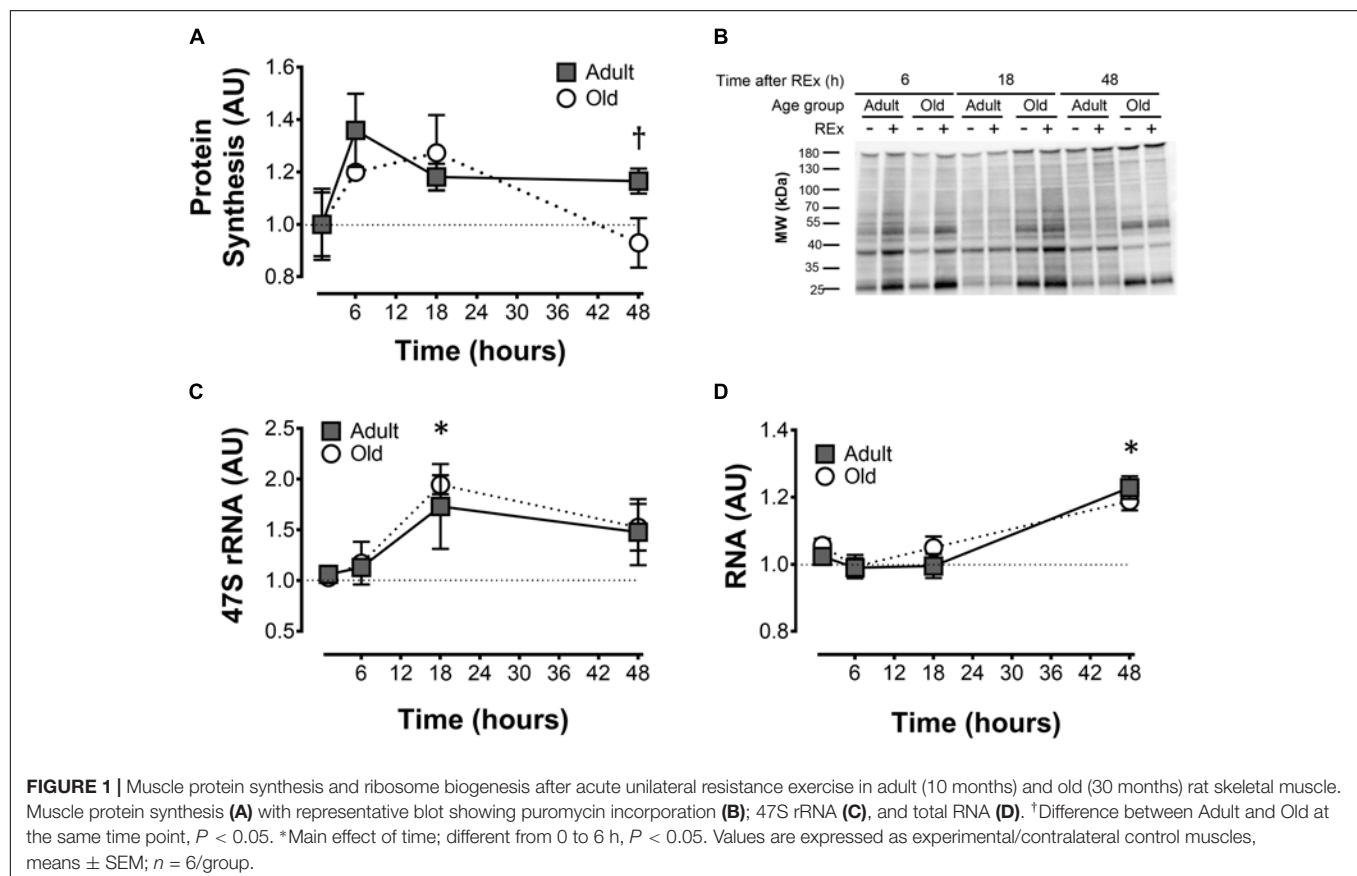 A
Protein Synthesis (AU)
1.6
1.4
1.2
1.0
0.8
Adult
Old
†
6 12 18 24 30 36 42 48
Time (hours)
B
Time after REx (h) 6 18 48
Age group Adult Old Adult Old Adult Old
REx - + - + - + - + - + - +
MW (kDa)
180
130
100
70
55
40
35
25
C
47S rRNA (AU)
2.5
2.0
1.5
1.0
0.5
Adult
Old
*
6 12 18 24 30 36 42 48
Time (hours)
D
RNA (AU)
1.4
1.2
1.0
0.8
Adult
Old
*
6 12 18 24 30 36 42 48
Time (hours)
FIGURE 1 | Muscle protein synthesis and ribosome biogenesis after acute unilateral resistance exercise in adult (10 months) and old (30 months) rat skeletal muscle.
Muscle protein synthesis (A) with representative blot showing puromycin incorporation (B); 47S rRNA (C), and total RNA (D). †Difference between Adult and Old at
the same time point, P < 0.05. *Main effect of time; different from 0 to 6 h, P < 0.05. Values are expressed as experimental/contralateral control muscles,
means ± SEM; n = 6/group.